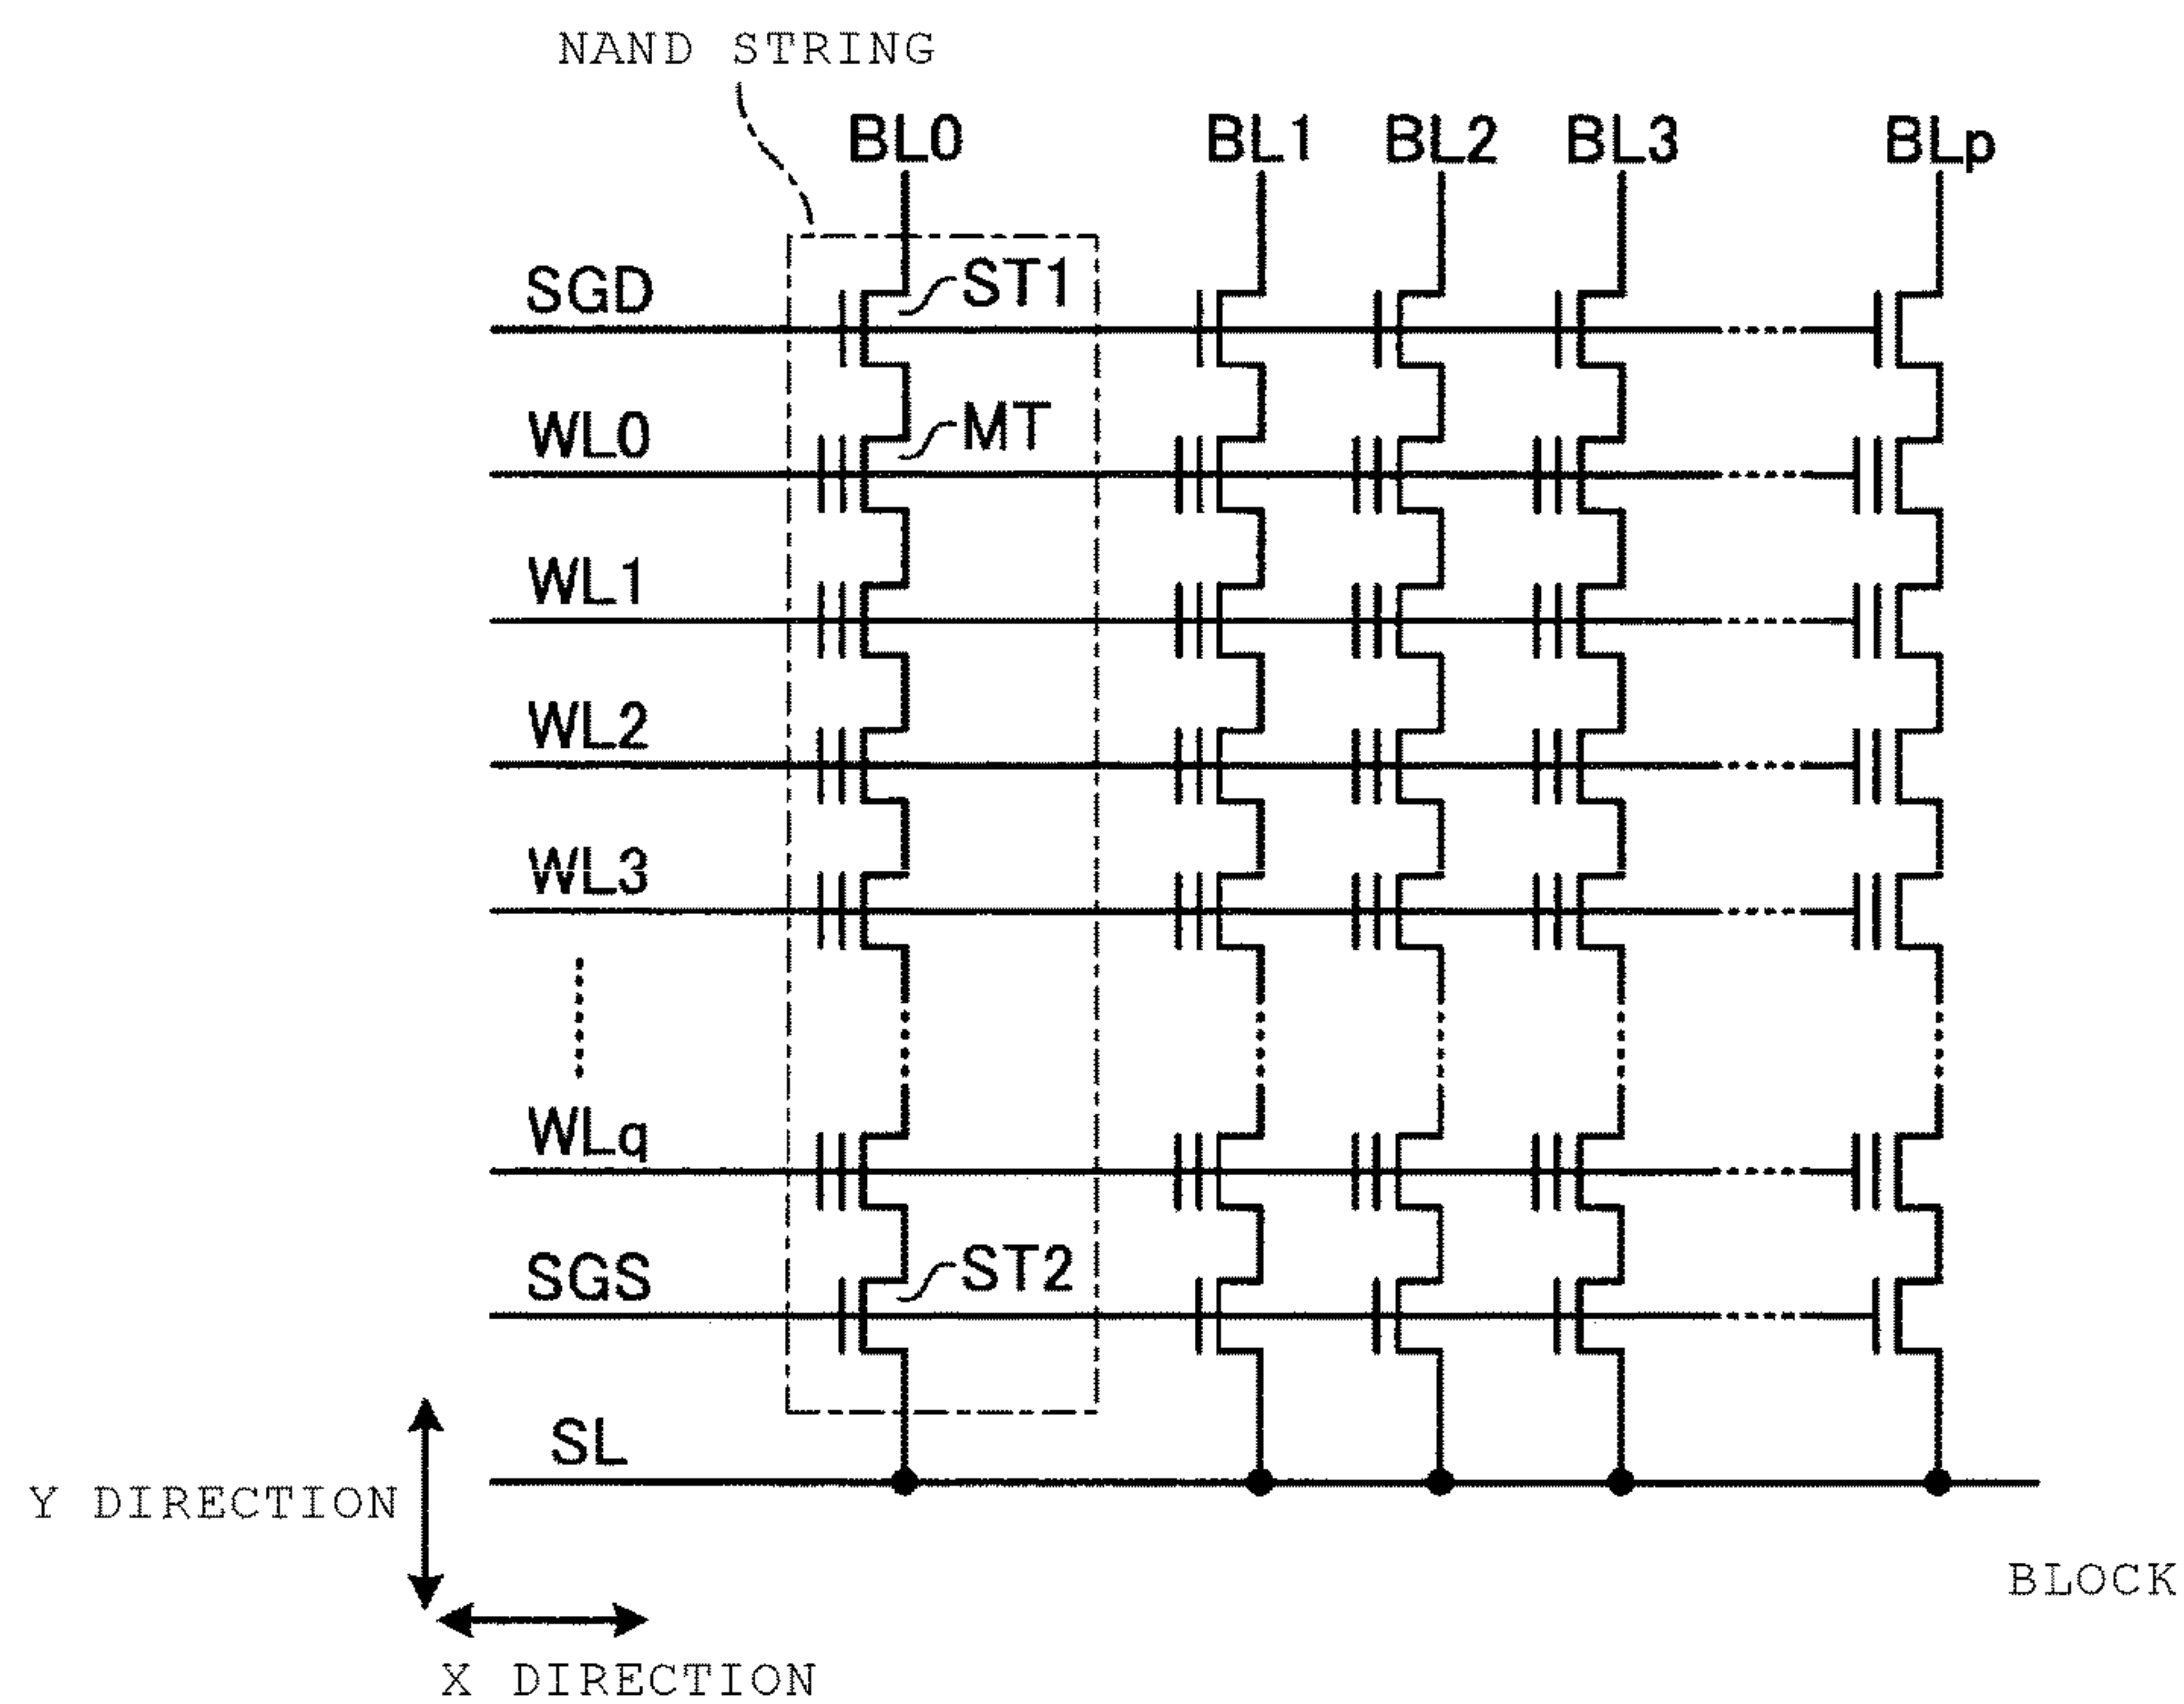 NAND STRING
BL0 BL1 BL2 BL3 BLp
SGD ST1
WL0 MT
WL1
WL2
WL3
WLq
SGS ST2
SL
Y DIRECTION
BLOCK
X DIRECTION